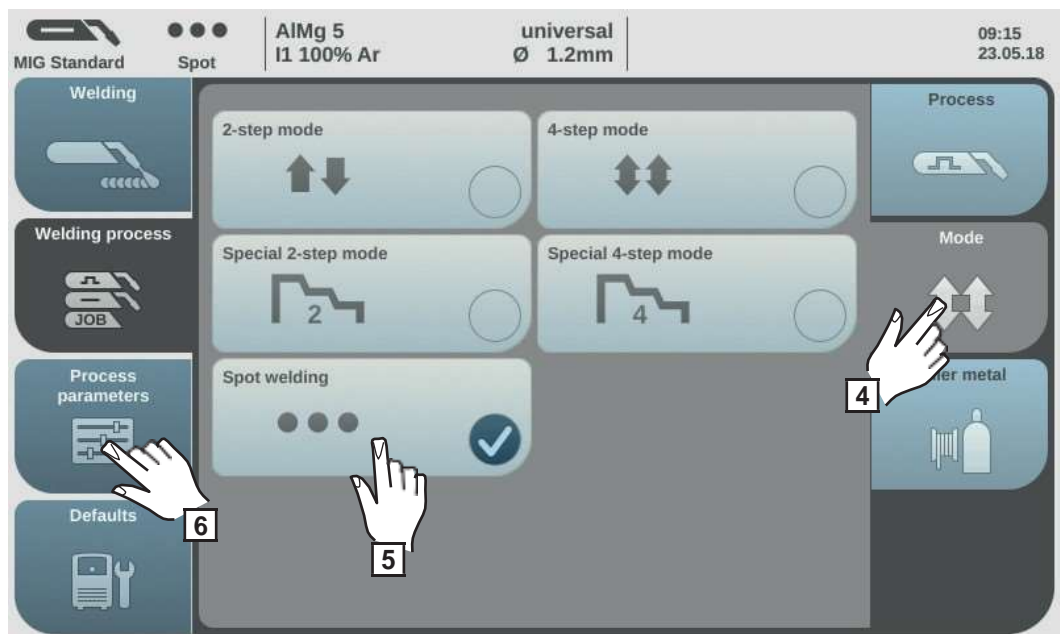 MIG Standard
Spot
AlMg 5
I1 100% Ar
universal
Ø 1.2mm
09:15
23.05.18
Welding
Welding process
JOB
Process
parameters
Defaults
2-step mode
4-step mode
Special 2-step mode
2
Special 4-step mode
4
Spot welding
Process
Mode
metal
4
5
6